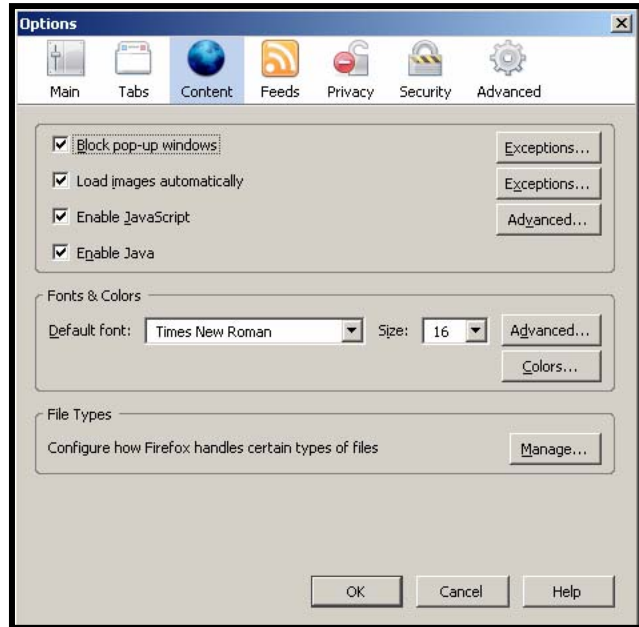 Options
Main Tabs Content Feeds Privacy Security Advanced
Block pop-up windows Exceptions...
Load images automatically Exceptions...
Enable JavaScript Advanced...
Enable Java
Fonts & Colors
Default font: Times New Roman Size: 16 Advanced...
Colors...
File Types
Configure how Firefox handles certain types of files Manage...
OK Cancel Help